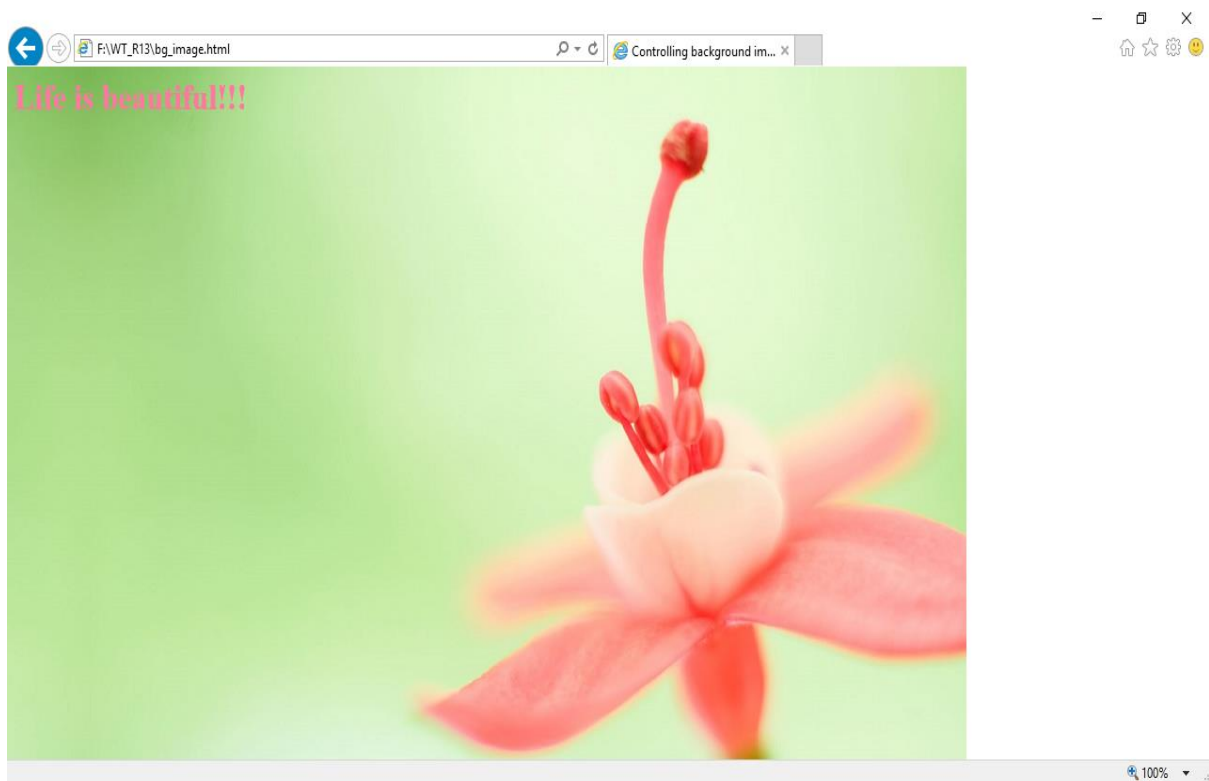 F:\WT_R13\bg_image.html
Controlling background im...
Life is beautiful!!!
100%